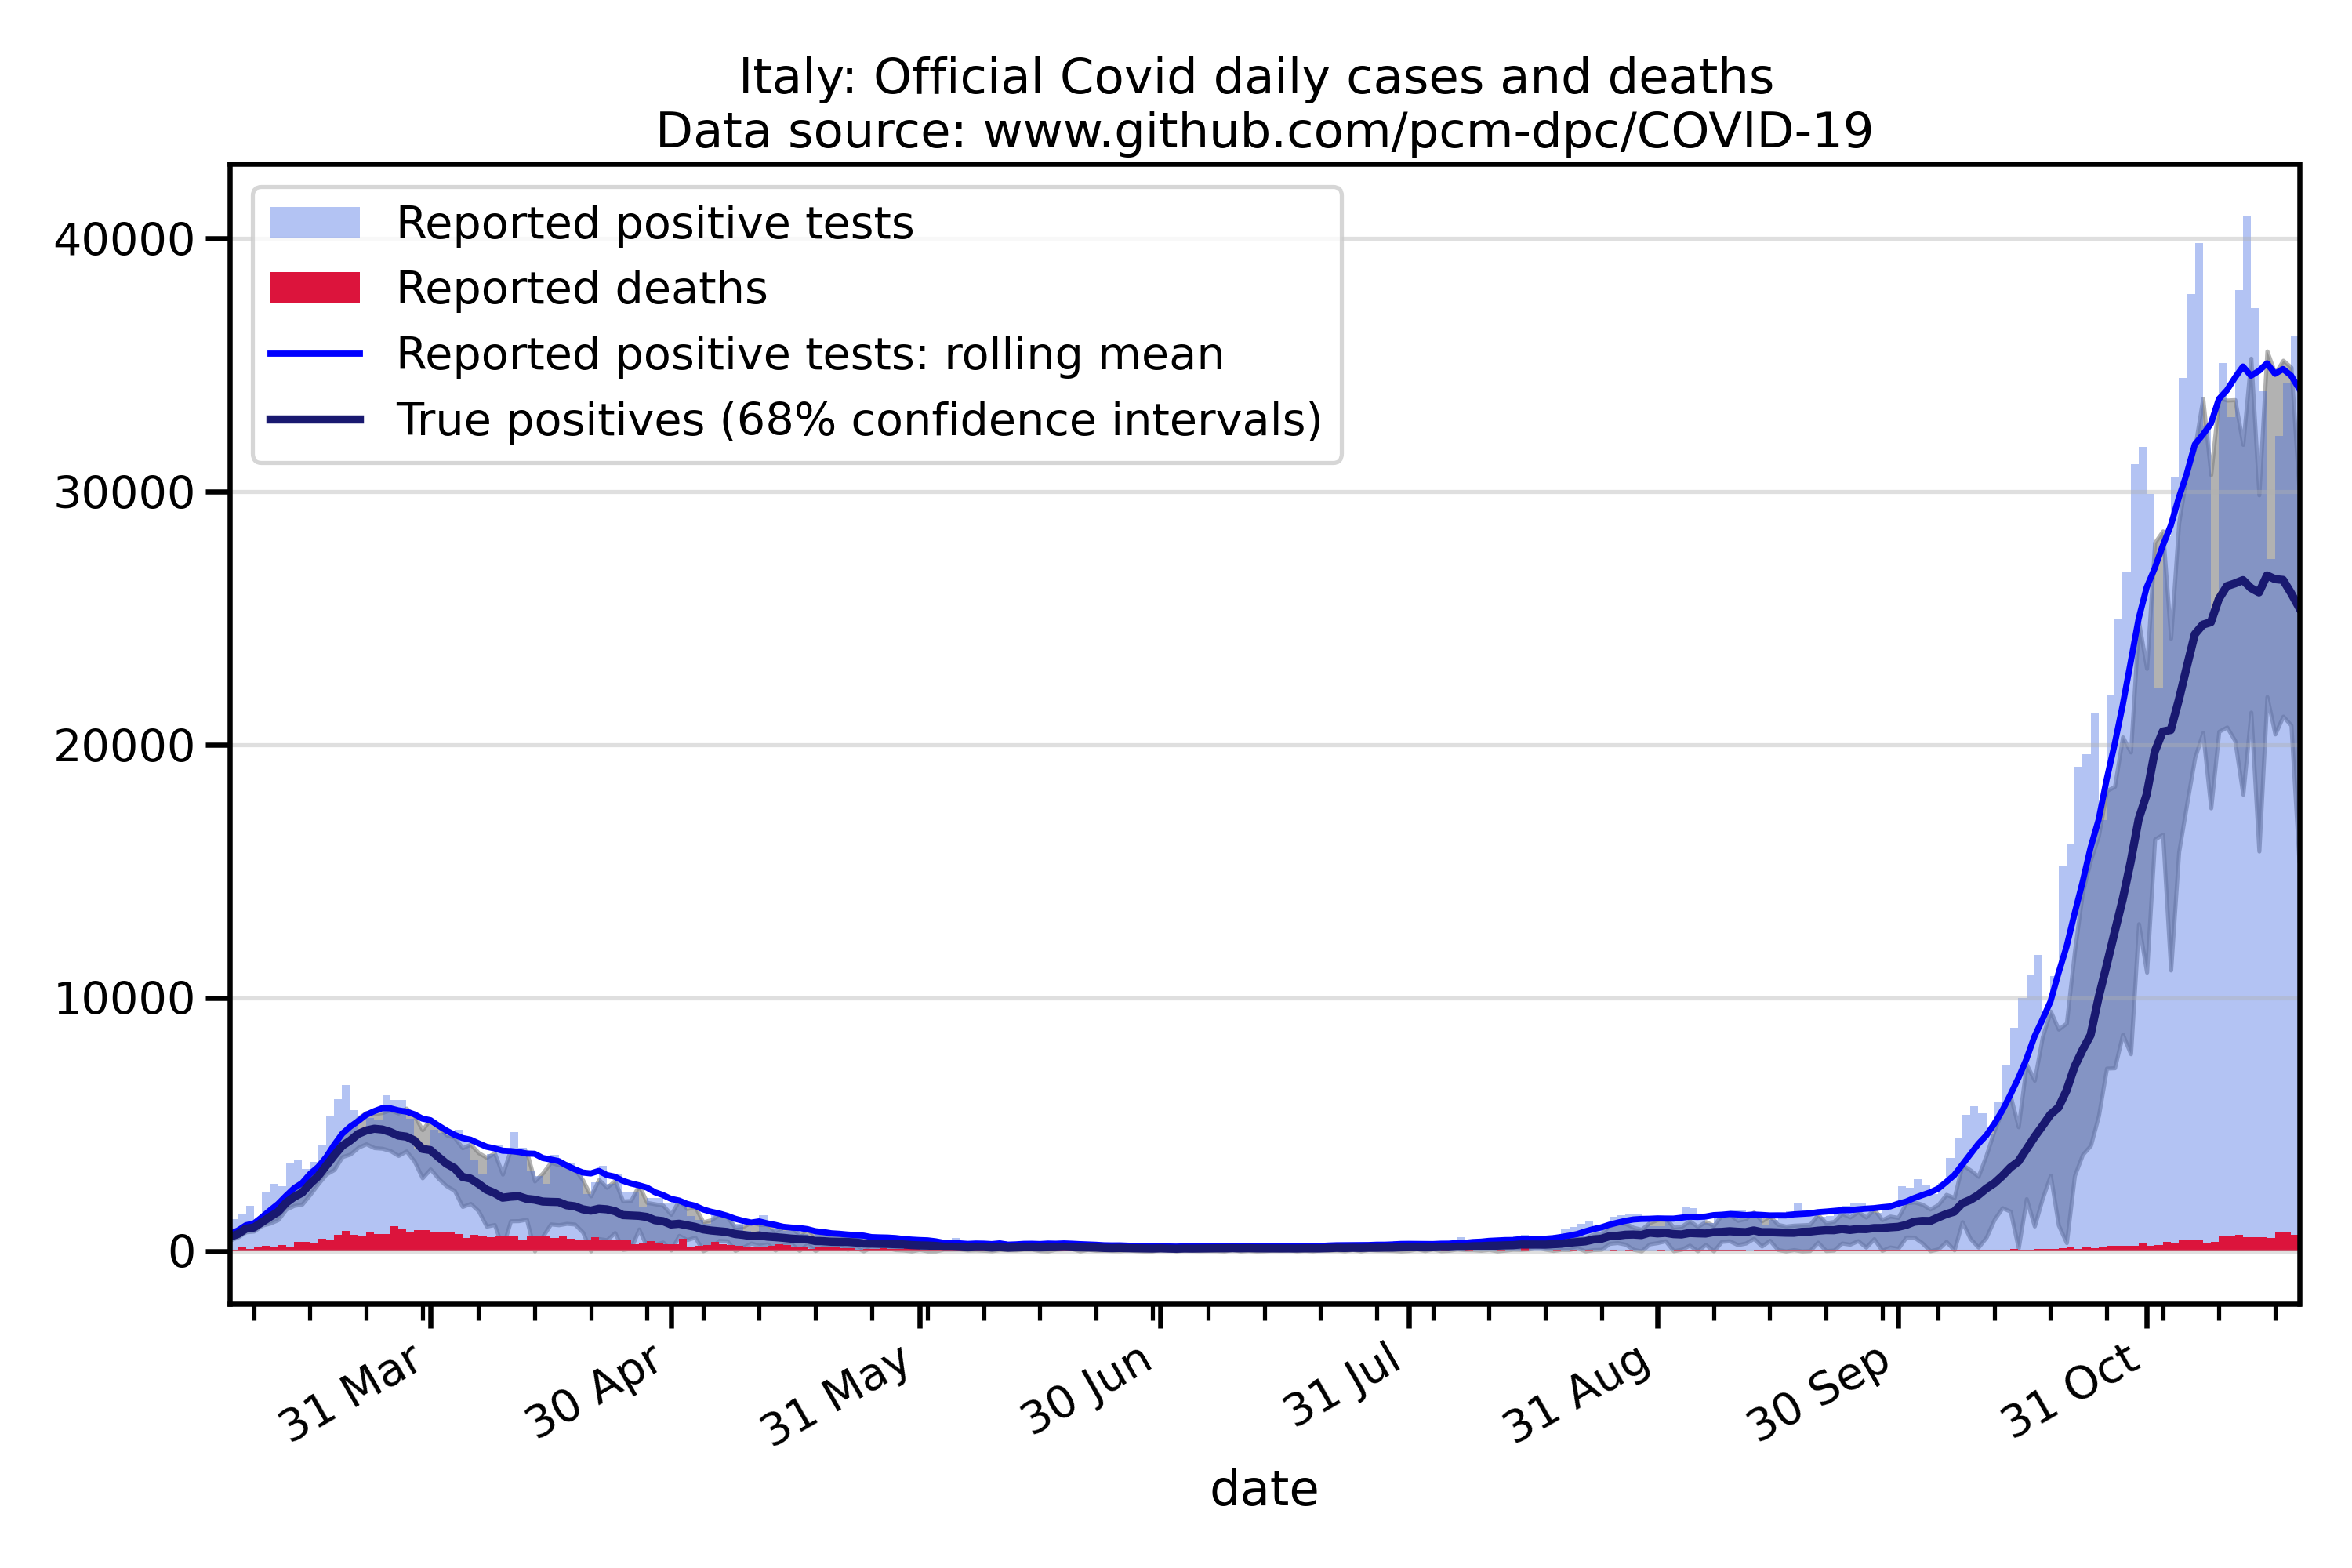 Italy: Official Covid daily cases and deaths
Data source: www.github.com/pcm-dpc/COVID-19
Reported positive tests
Reported deaths
Reported positive tests: rolling mean
True positives (68% confidence intervals)
40000
30000
20000
10000
0
31 Mar
30 Apr
31 May
30 Jun
31 Jul
31 Aug
30 Sep
31 Oct
date